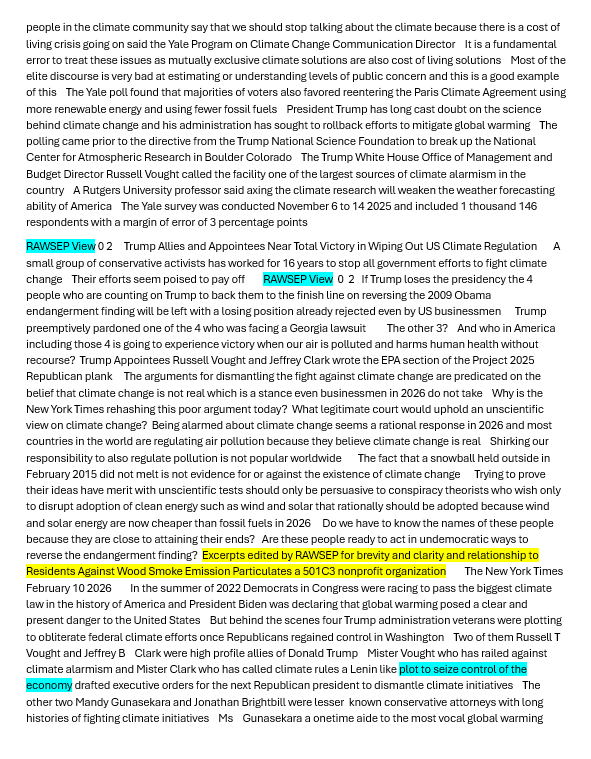 people in the climate community say that we should stop talking about the climate because there is a cost of
living crisis going on said the Yale Program on Climate Change Communication Director   It is a fundamental
error to treat these issues as mutually exclusive climate solutions are also cost of living solutions   Most of the
elite discourse is very bad at estimating or understanding levels of public concern and this is a good example
of this   The Yale poll found that majorities of voters also favored reentering the Paris Climate Agreement using
more renewable energy and using fewer fossil fuels   President Trump has long cast doubt on the science
behind climate change and his administration has sought to rollback efforts to mitigate global warming   The
polling came prior to the directive from the Trump National Science Foundation to break up the National
Center for Atmospheric Research in Boulder Colorado   The Trump White House Office of Management and
Budget Director Russell Vought called the facility one of the largest sources of climate alarmism in the
country   A Rutgers University professor said axing the climate research will weaken the weather forecasting
ability of America   The Yale survey was conducted November 6 to 14 2025 and included 1 thousand 146
respondents with a margin of error of 3 percentage points
RAWSEP View 0 2   Trump Allies and Appointees Near Total Victory in Wiping Out US Climate Regulation   A
small group of conservative activists has worked for 16 years to stop all government efforts to fight climate
change   Their efforts seem poised to pay off   RAWSEP View 0 2 If Trump loses the presidency the 4
people who are counting on Trump to back them to the finish line on reversing the 2009 Obama
endangerment finding will be left with a losing position already rejected even by US businessmen   Trump
preemptively pardoned one of the 4 who was facing a Georgia lawsuit   The other 3? And who in America
including those 4 is going to experience victory when our air is polluted and harms human health without
recourse? Trump Appointees Russell Vought and Jeffrey Clark wrote the EPA section of the Project 2025
Republican plank   The arguments for dismantling the fight against climate change are predicated on the
belief that climate change is not real which is a stance even businessmen in 2026 do not take   Why is the
New York Times rehashing this poor argument today? What legitimate court would uphold an unscientific
view on climate change? Being alarmed about climate change seems a rational response in 2026 and most
countries in the world are regulating air pollution because they believe climate change is real   Shirking our
responsibility to also regulate pollution is not popular worldwide   The fact that a snowball held outside in
February 2015 did not melt is not evidence for or against the existence of climate change   Trying to prove
their ideas have merit with unscientific tests should only be persuasive to conspiracy theorists who wish only
to disrupt adoption of clean energy such as wind and solar that rationally should be adopted because wind
and solar energy are now cheaper than fossil fuels in 2026   Do we have to know the names of these people
because they are close to attaining their ends? Are these people ready to act in undemocratic ways to
reverse the endangerment finding? Excerpts edited by RAWSEP for brevity and clarity and relationship to
Residents Against Wood Smoke Emission Particulates a 501C3 nonprofit organization   The New York Times
February 10 2026   In the summer of 2022 Democrats in Congress were racing to pass the biggest climate
law in the history of America and President Biden was declaring that global warming posed a clear and
present danger to the United States   But behind the scenes four Trump administration veterans were plotting
to obliterate federal climate efforts once Republicans regained control in Washington   Two of them Russell T
Vought and Jeffrey B   Clark were high profile allies of Donald Trump   Mister Vought who has railed against
climate alarmism and Mister Clark who has called climate rules a Lenin like plot to seize control of the
economy drafted executive orders for the next Republican president to dismantle climate initiatives   The
other two Mandy Gunasekara and Jonathan Brightbill were lesser known conservative attorneys with long
histories of fighting climate initiatives   Ms   Gunasekara a onetime aide to the most vocal global warming